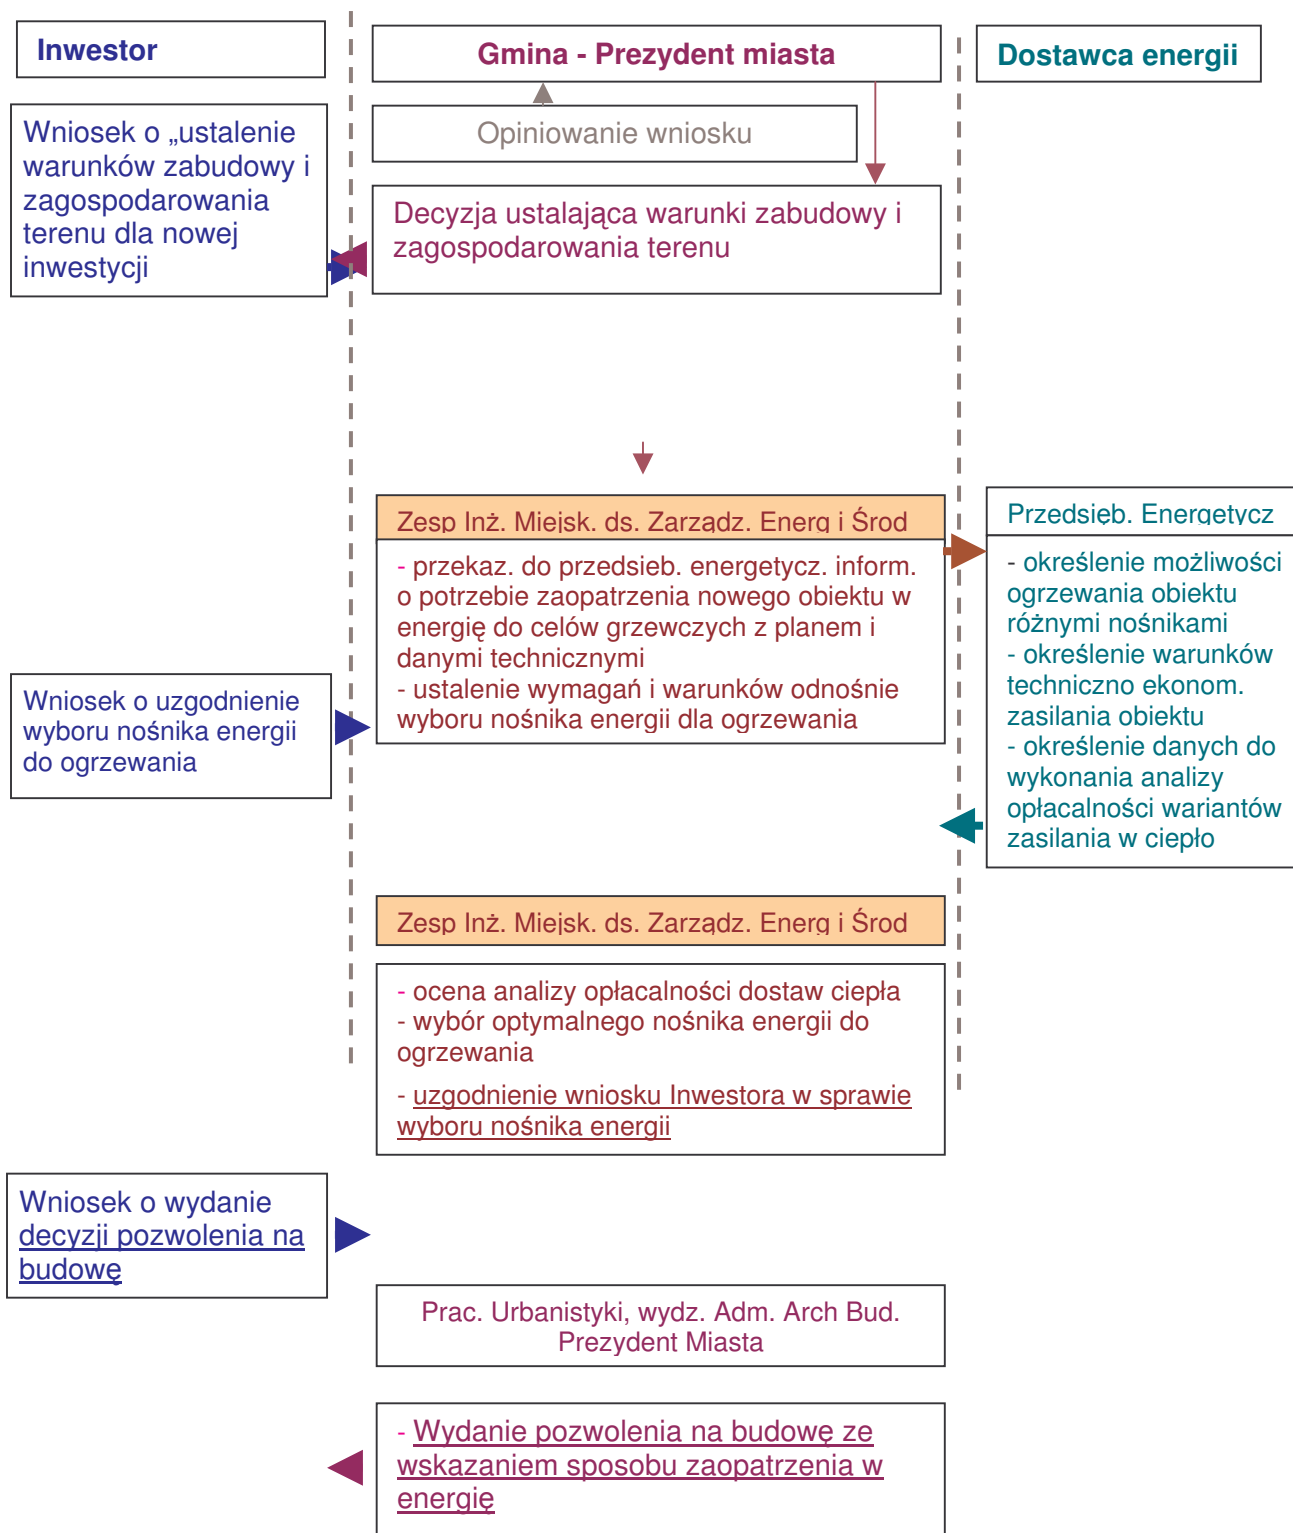 Inwestor
Gmina - Prezydent miasta
Dostawca energii
Wniosek o „ustalenie
warunków zabudowy i
zagospodarowania
terenu dla nowej
inwestycji
Opiniowanie wniosku
Decyzja ustalająca warunki zabudowy i
zagospodarowania terenu
Zesp Inż. Miejsk. ds. Zarządz. Energ i Środ
- przekaz. do przedsieb. energetycz. inform.
o potrzebie zaopatrzenia nowego obiektu w
energię do celów grzewczych z planem i
danymi technicznymi
- ustalenie wymagań i warunków odnośnie
wyboru nośnika energii dla ogrzewania
Przedsięb. Energetycz
- określenie możliwości
ogrzewania obiektu
różnymi nośnikami
- określenie warunków
techniczno ekonom.
zasilania obiektu
- określenie danych do
wykonania analizy
opłacalności wariantów
zasilania w ciepło
Wniosek o uzgodnienie
wyboru nośnika energii
do ogrzewania
Zesp Inż. Miejsk. ds. Zarządz. Energ i Środ
- ocena analizy opłacalności dostaw ciepła
- wybór optymalnego nośnika energii do
ogrzewania
- uzgodnienie wniosku Inwestora w sprawie
wyboru nośnika energii
Wniosek o wydanie
decyzji pozwolenia na
budowę
Prac. Urbanistyki, wydz. Adm. Arch Bud.
Prezydent Miasta
- Wydanie pozwolenia na budowę ze
wskazaniem sposobu zaopatrzenia w
energię